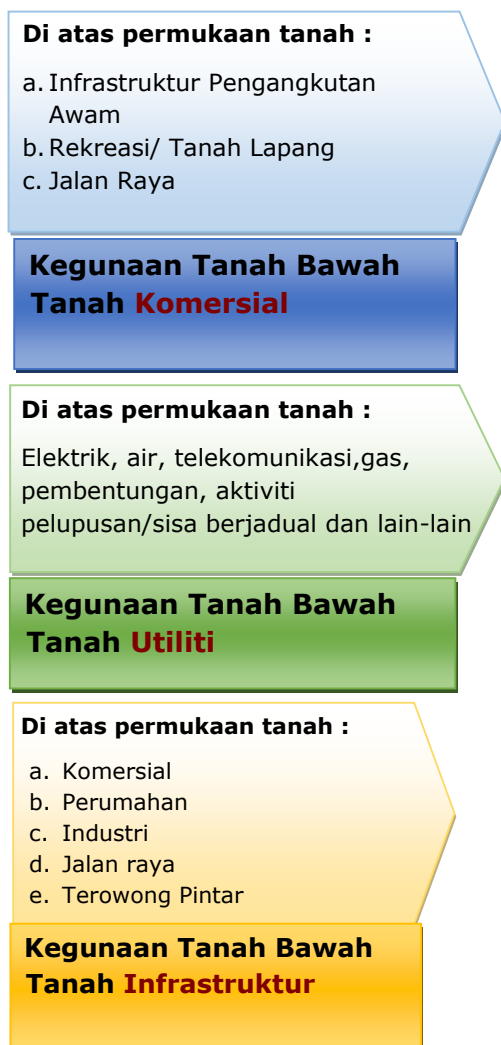 Di atas permukaan tanah :
a. Infrastruktur Pengangkutan
Awam
b. Rekreasi/ Tanah Lapang
c. Jalan Raya
Kegunaan Tanah Bawah
Tanah Komersial
Di atas permukaan tanah :
Elektrik, air, telekomunikasi,gas,
pembentungan, aktiviti
pelupusan/sisa berjadual dan lain-lain
Kegunaan Tanah Bawah
Tanah Utiliti
Di atas permukaan tanah :
a. Komersial
b. Perumahan
c. Industri
d. Jalan raya
e. Terowong Pintar
Kegunaan Tanah Bawah
Tanah Infrastruktur